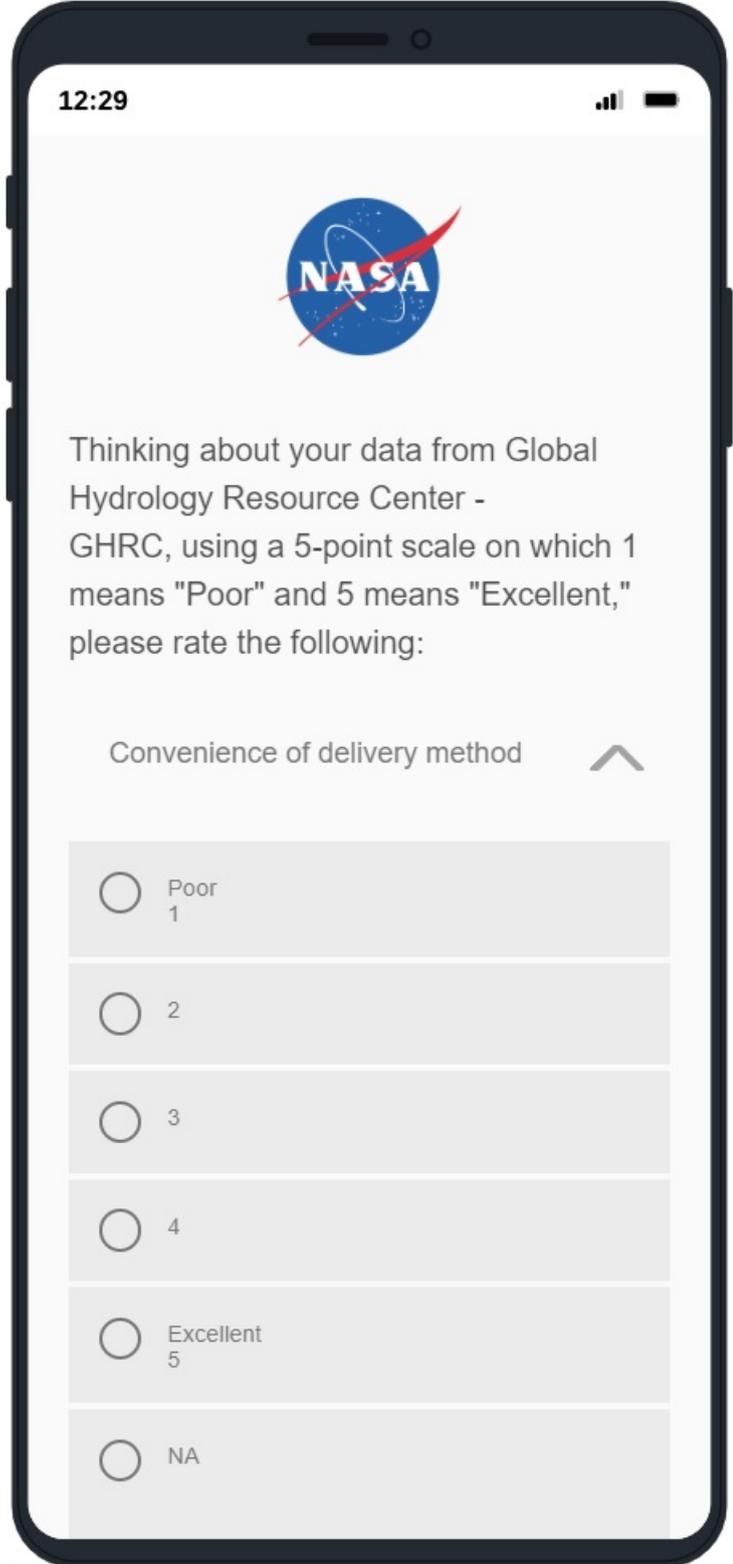 12:29
NASA
Thinking about your data from Global
Hydrology Resource Center -
GHRC, using a 5-point scale on which 1
means "Poor" and 5 means "Excellent,"
please rate the following:
Convenience of delivery method
Poor
1
2
3
4
Excellent
5
NA